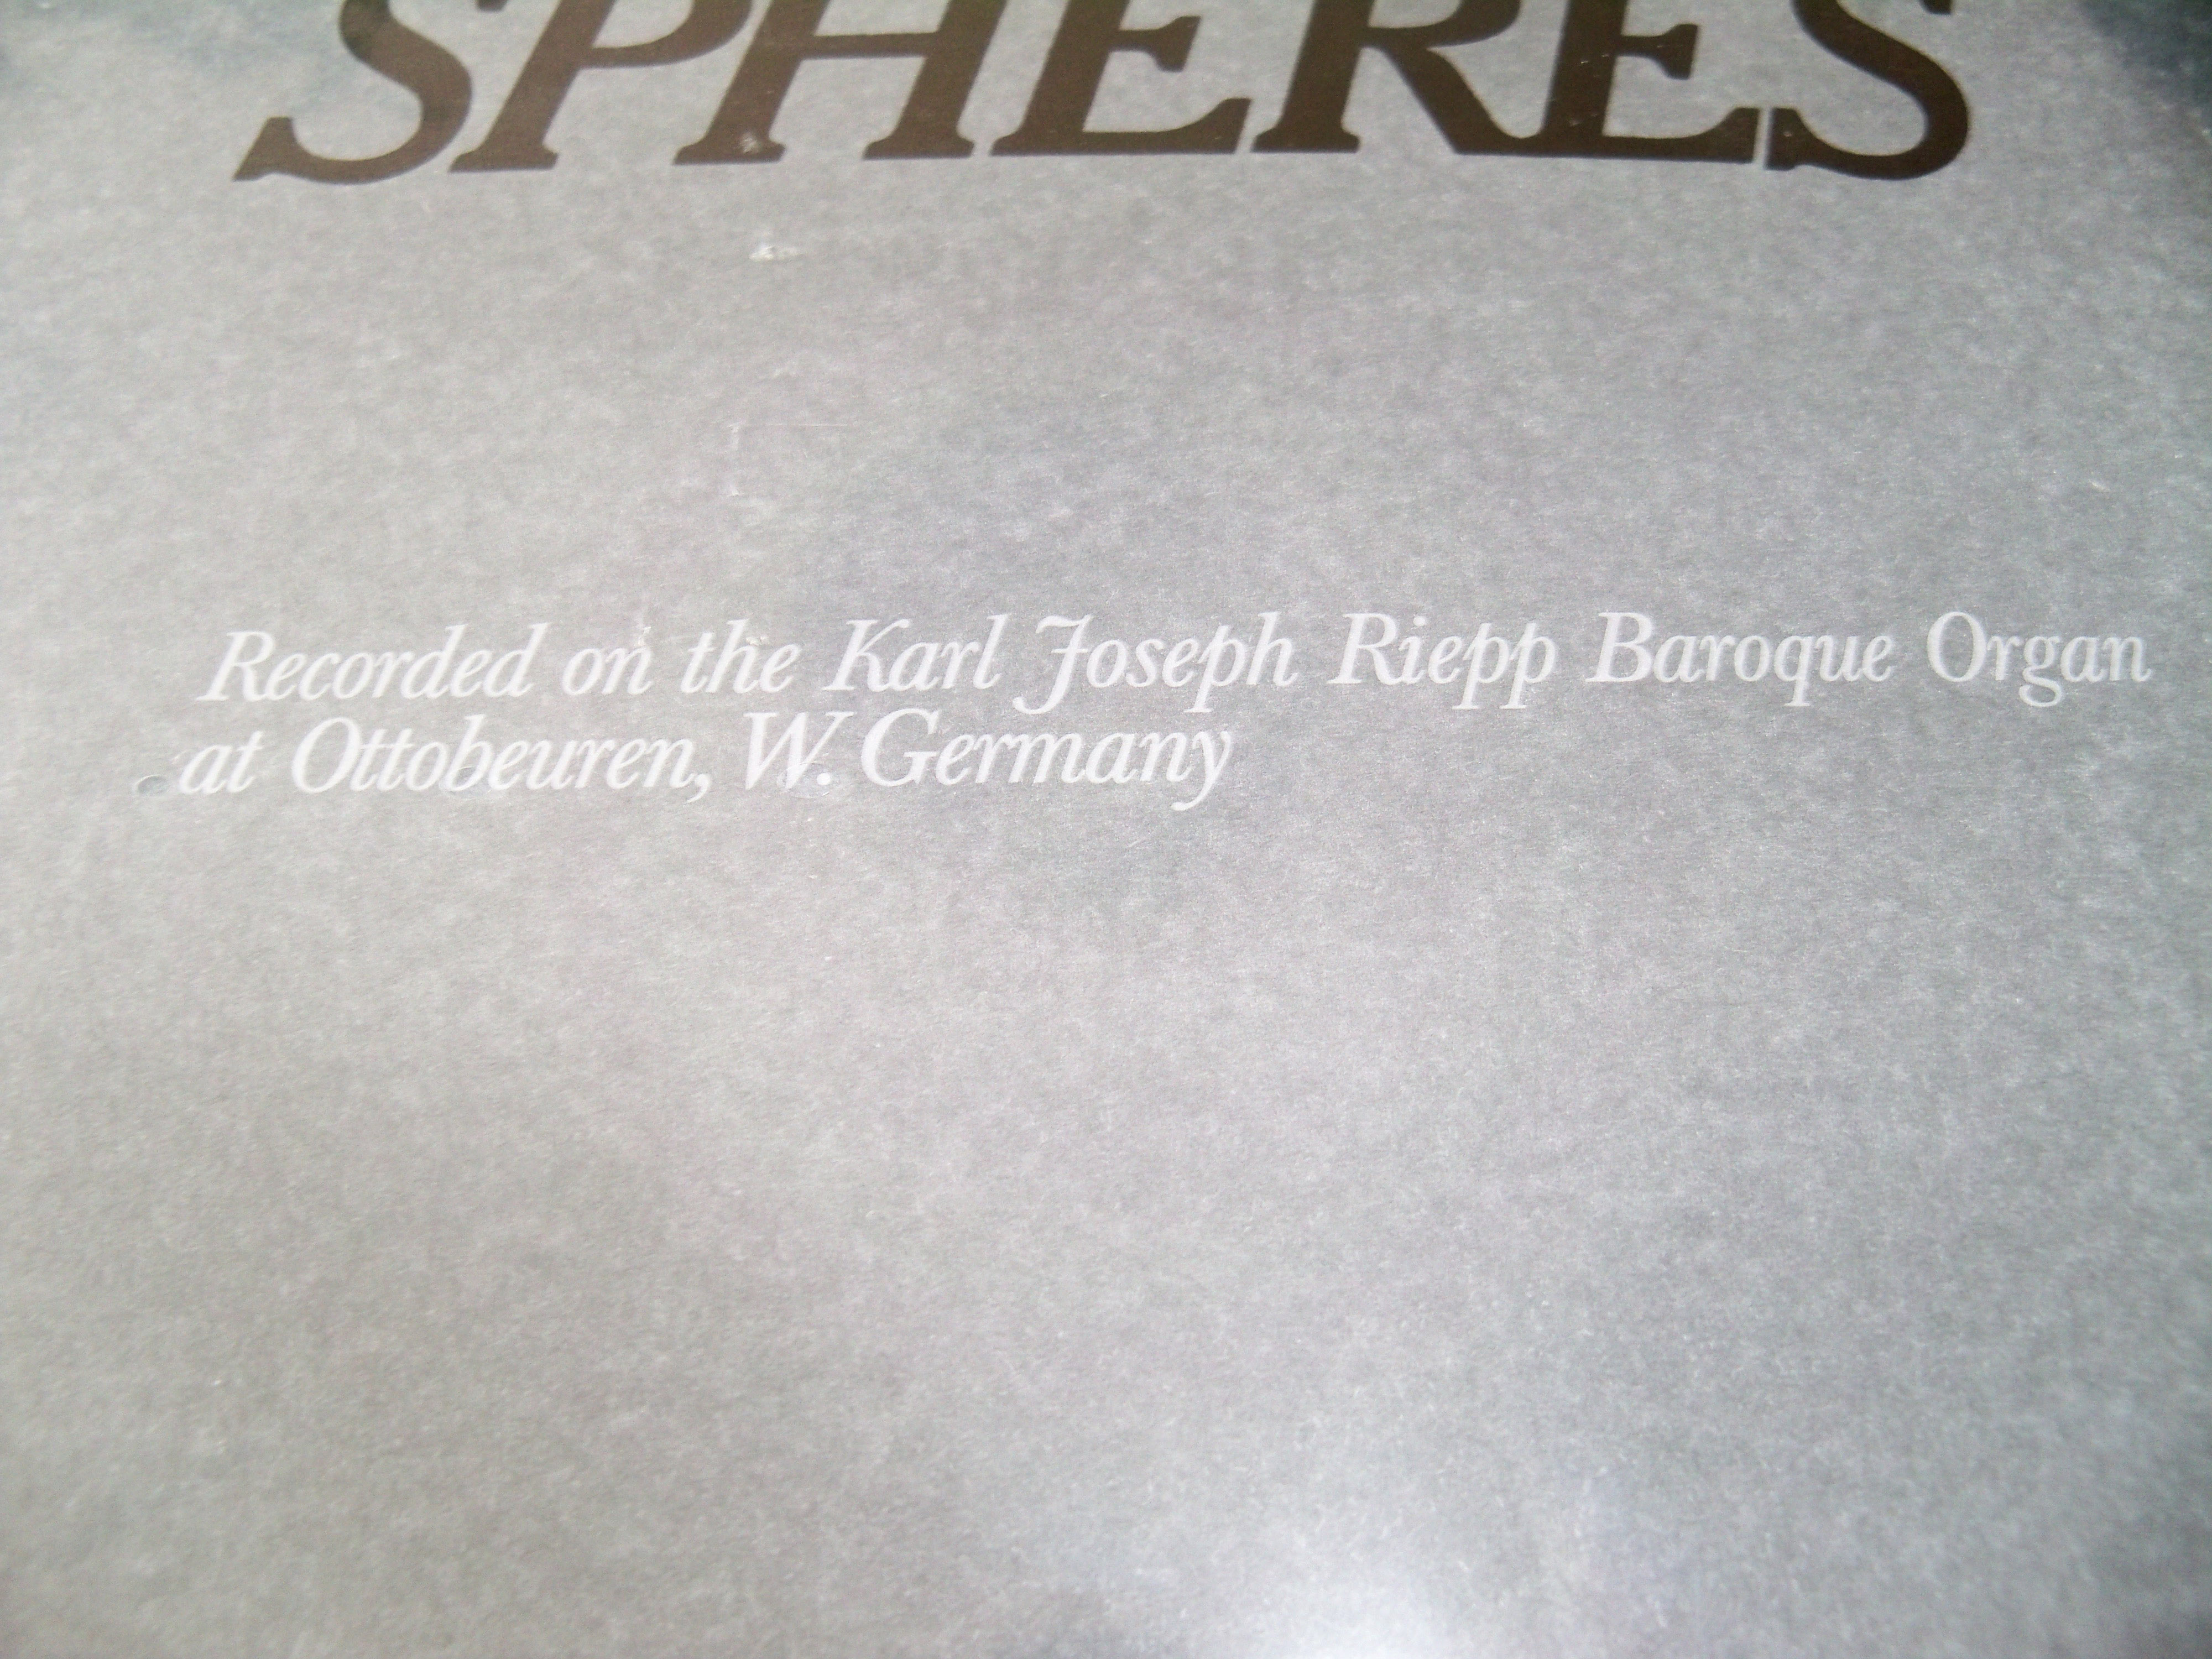 SPHERES
Recorded on the Karl Joseph Riepp Baroque Organ
at Ottobeuren, W. Germany